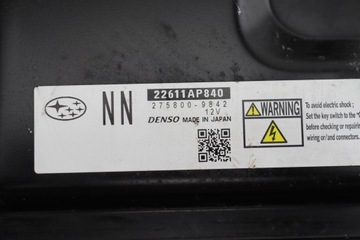 NN
22611AP840
275800-9842
12V
DENSO MADE IN JAPAN
WARNING
To avoid electric shock ;
Set the key switch to the "O
before checking or repairing
wiring or/and connectors.